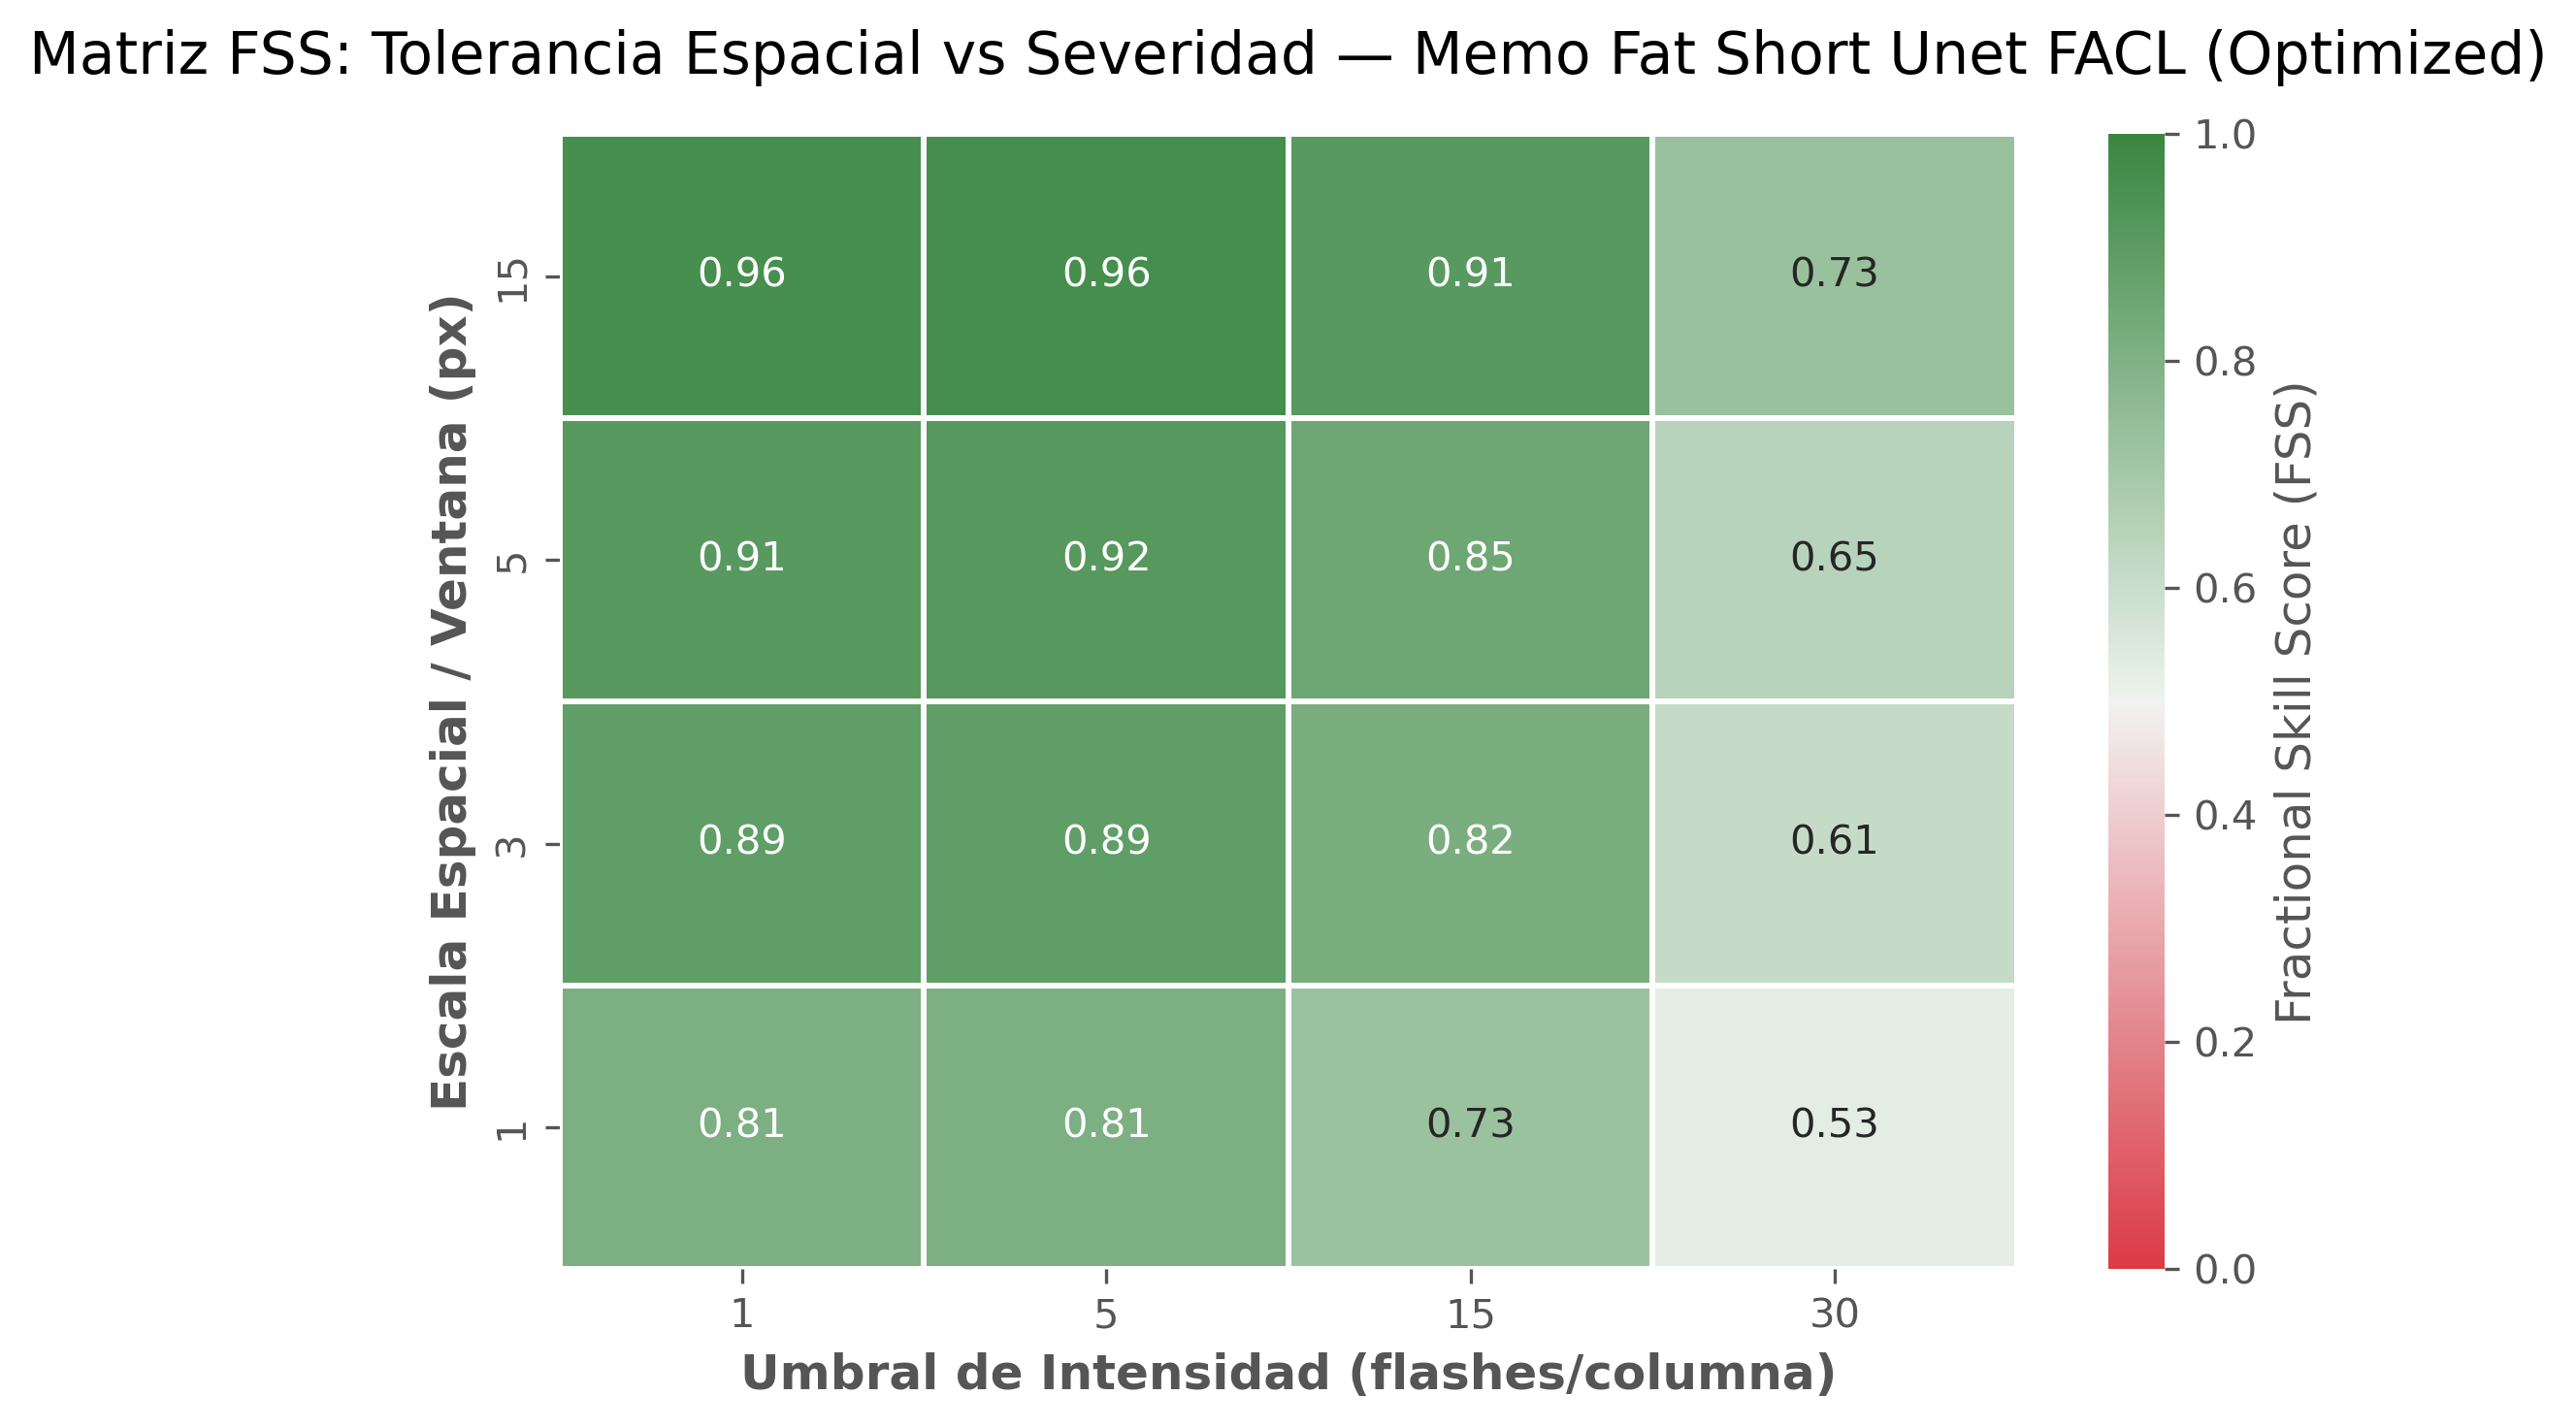 Matriz FSS: Tolerancia Espacial vs Severidad — Memo Fat Short Unet FACL (Optimized)
Escala Espacial / Ventana (px)
15
0.96 0.96 0.91 0.73
5
0.91 0.92 0.85 0.65
3
0.89 0.89 0.82 0.61
1
0.81 0.81 0.73 0.53
1 5 15 30
Umbral de Intensidad (flashes/columna)
1.0
0.8
0.6
0.4
0.2
0.0
Fractional Skill Score (FSS)